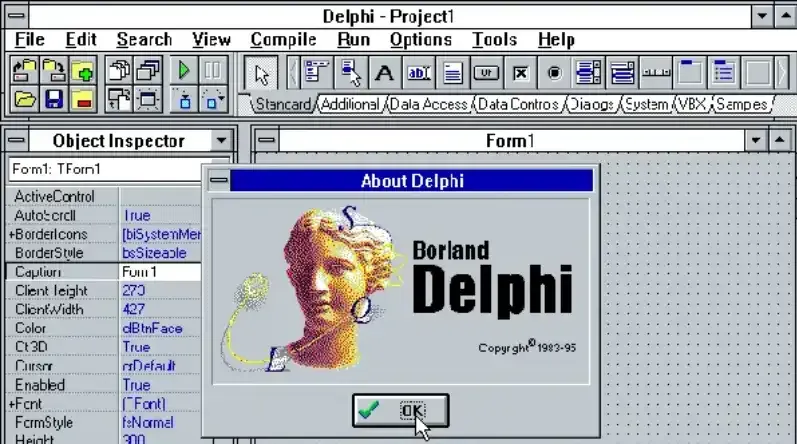 Delphi - Project1
File Edit Search View Compile Run Options Tools Help
A ab OK
Standard Additional Data Access Data Controls Dialogs System VBX Samples
Object Inspector
Form1
Form1: TForm1
About Delphi
ActiveControl
AutoScroll True
+BorderIcons [biSystemMen
BorderStyle bsSizeable
Caption Form1
ClientHeight 273
ClientWidth 427
Color clBtnFace
Ctl3D True
Cursor crDefault
Enabled True
+Font (TFont)
FormStyle fsNormal
Height 300
S
Q
L
Borland
Delphi
Copyright © 1983-95
OK